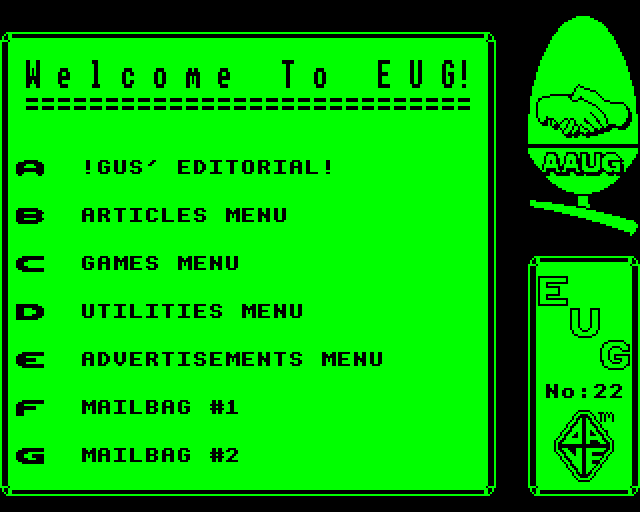 Welcome To EUG!
A !GUS' EDITORIAL!
B ARTICLES MENU
C GAMES MENU
D UTILITIES MENU
E ADVERTISEMENTS MENU
F MAILBAG #1
G MAILBAG #2
AAUG
EUG
No:22
TM